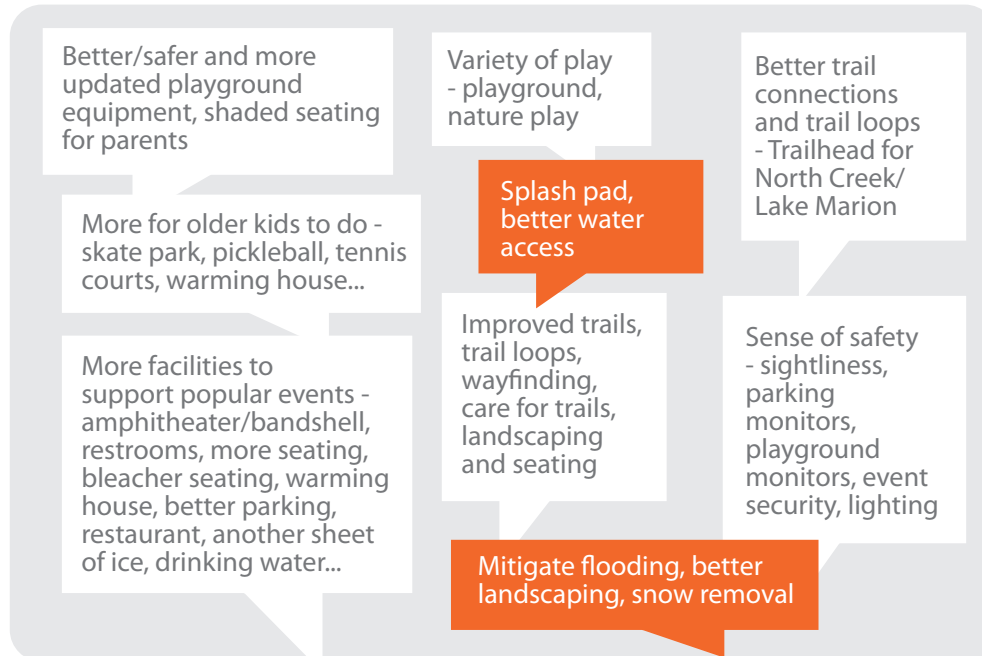 Better/safer and more
updated playground
equipment, shaded seating
for parents
More for older kids to do -
skate park, pickleball, tennis
courts, warming house...
More facilities to
support popular events -
amphitheater/bandshell,
restrooms, more seating,
bleacher seating, warming
house, better parking,
restaurant, another sheet
of ice, drinking water...
Variety of play
- playground,
nature play
Splash pad,
better water
access
Improved trails,
trail loops,
wayfinding,
care for trails,
landscaping
and seating
Mitigate flooding, better
landscaping, snow removal
Better trail
connections
and trail loops
- Trailhead for
North Creek/
Lake Marion
Sense of safety
- sightliness,
parking
monitors,
playground
monitors, event
security, lighting